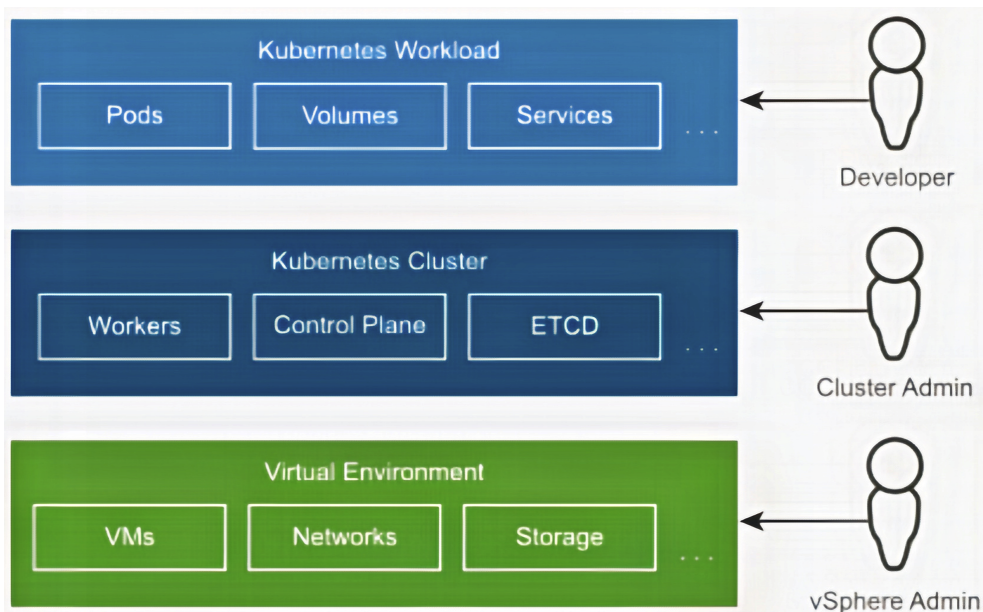 Kubernetes Workload
Pods
Volumes
Services
...
Developer
Kubernetes Cluster
Workers
Control Plane
ETCD
...
Cluster Admin
Virtual Environment
VMs
Networks
Storage
...
vSphere Admin